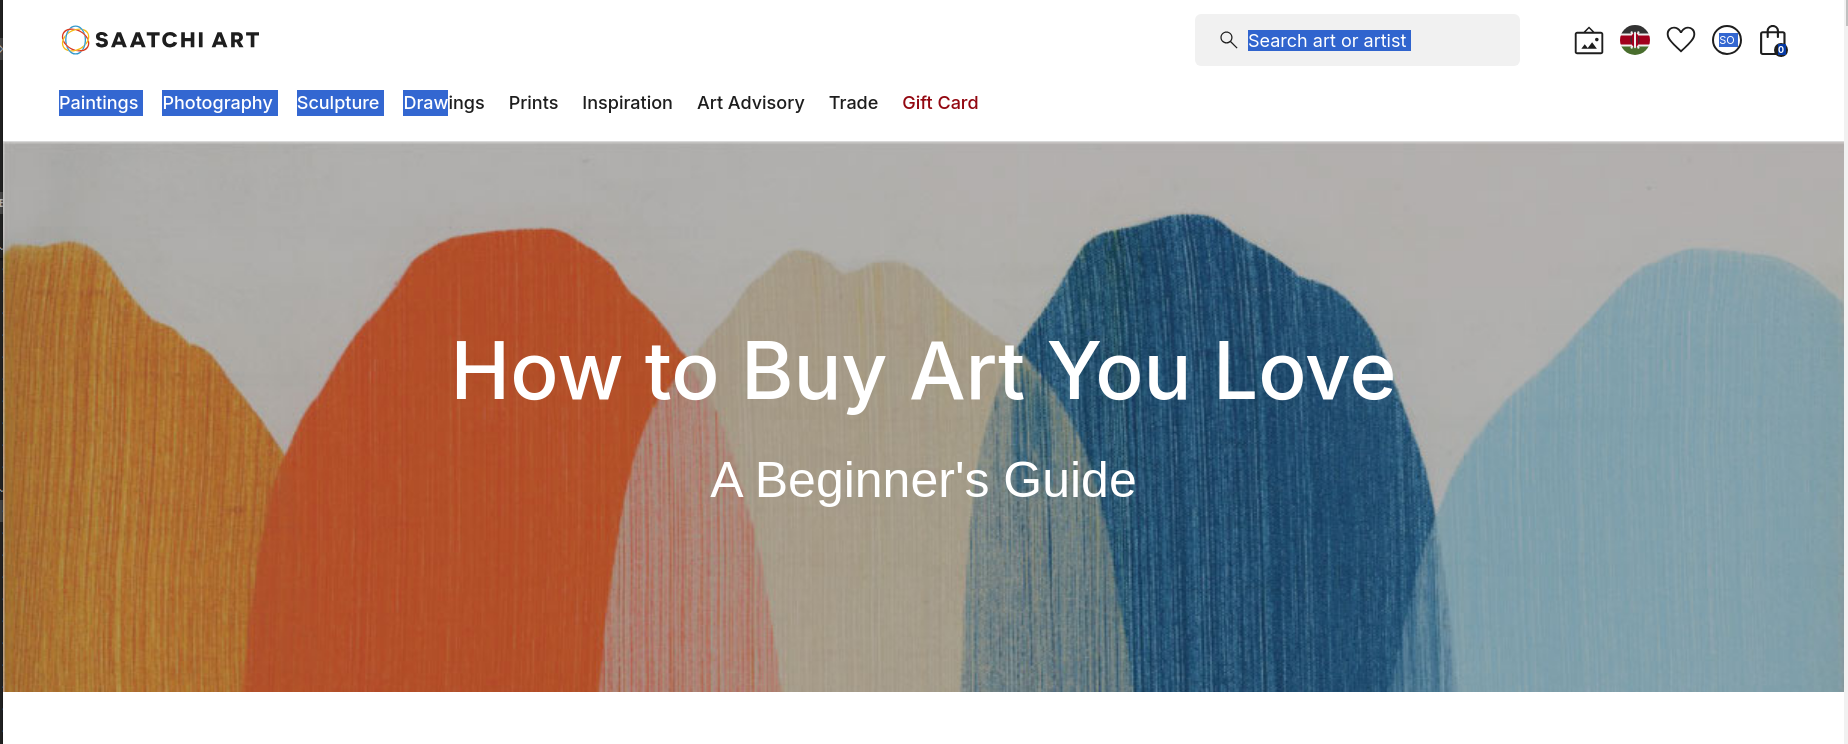 SAATCHI ART
Search art or artist
SO
0
Paintings Photography Sculpture Drawings Prints Inspiration Art Advisory Trade Gift Card
How to Buy Art You Love
A Beginner's Guide